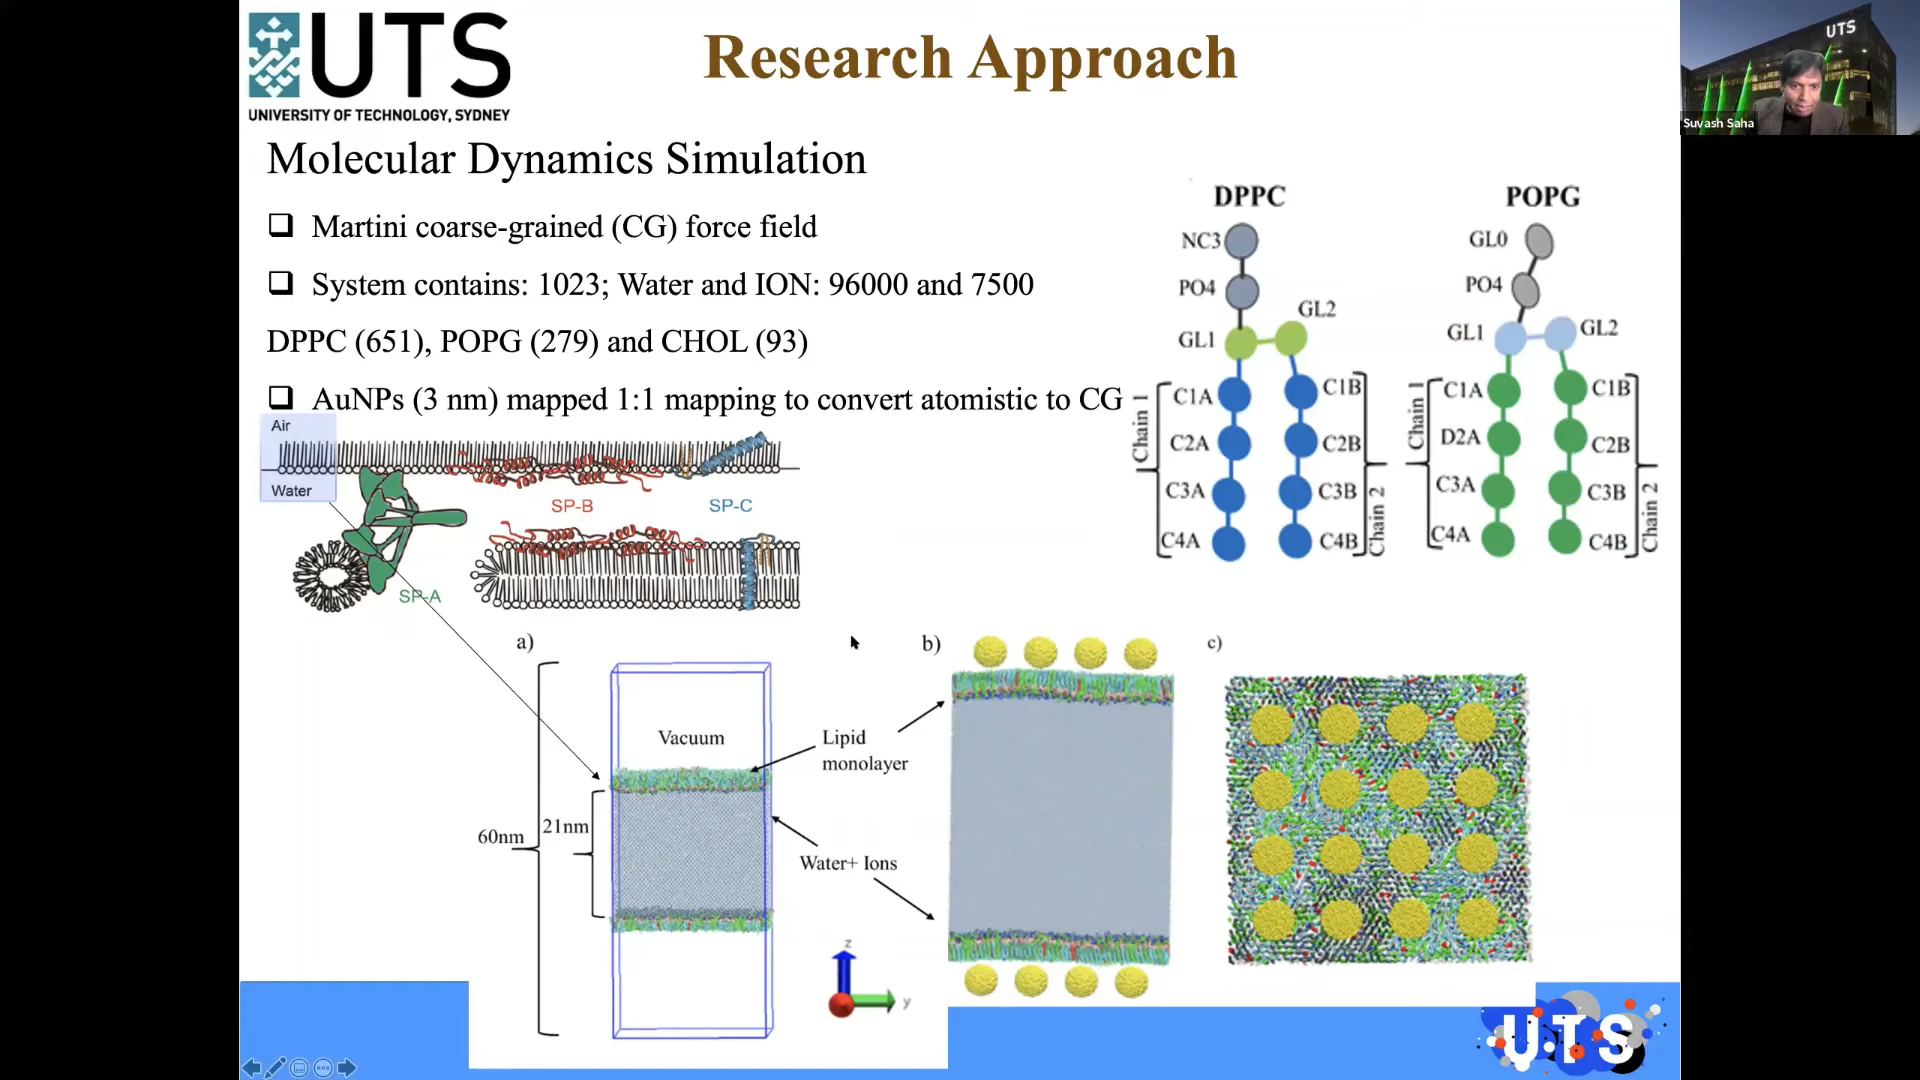 UTS
UNIVERSITY OF TECHNOLOGY, SYDNEY
Research Approach
UTS
Suvash Saha
Molecular Dynamics Simulation
❑ Martini coarse-grained (CG) force field
❑ System contains: 1023; Water and ION: 96000 and 7500
DPPC (651), POPG (279) and CHOL (93)
❑ AuNPs (3 nm) mapped 1:1 mapping to convert atomistic to CG
DPPC
NC3
PO4
GL2
GL1
Chain 1
C1A
C1B
C2A
C2B
C3A
C3B
C4A
C4B
Chain 2
POPG
GL0
PO4
GL1
GL2
Chain 1
C1A
C1B
D2A
C2B
C3A
C3B
C4A
C4B
Chain 2
Air
Water
SP-B
SP-C
SP-A
a)
Vacuum
60nm
21nm
Lipid
monolayer
Water+ Ions
z
y
b)
c)
UTS